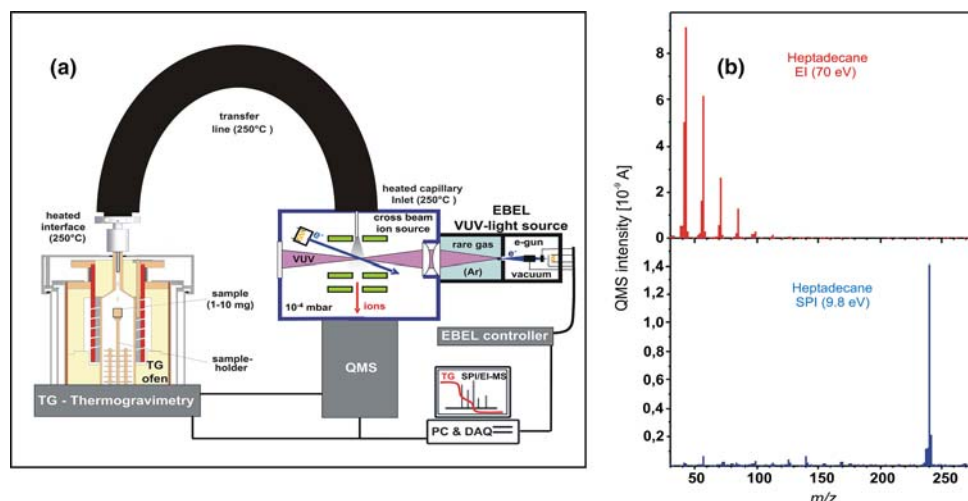 (a)
transfer
line (250°C )
heated
interface
(250°C)
heated capillary
Inlet (250°C )
cross beam
ion source
EBEL
VUV-light source
rare gas
(Ar)
e-gun
e-
vacuum
e-
VUV
10⁻⁴ mbar
ions
sample
(1-10 mg)
sample-
holder
TG
ofen
TG - Thermogravimetry
QMS
EBEL controller
TG
SPI/EI-MS
PC & DAQ
(b)
Heptadecane
EI (70 eV)
8
6
4
2
0
QMS intensity [10⁻⁹ A]
Heptadecane
SPI (9.8 eV)
1,4
1,2
1,0
0,8
0,6
0,4
0,2
50
100
150
200
250
m/z